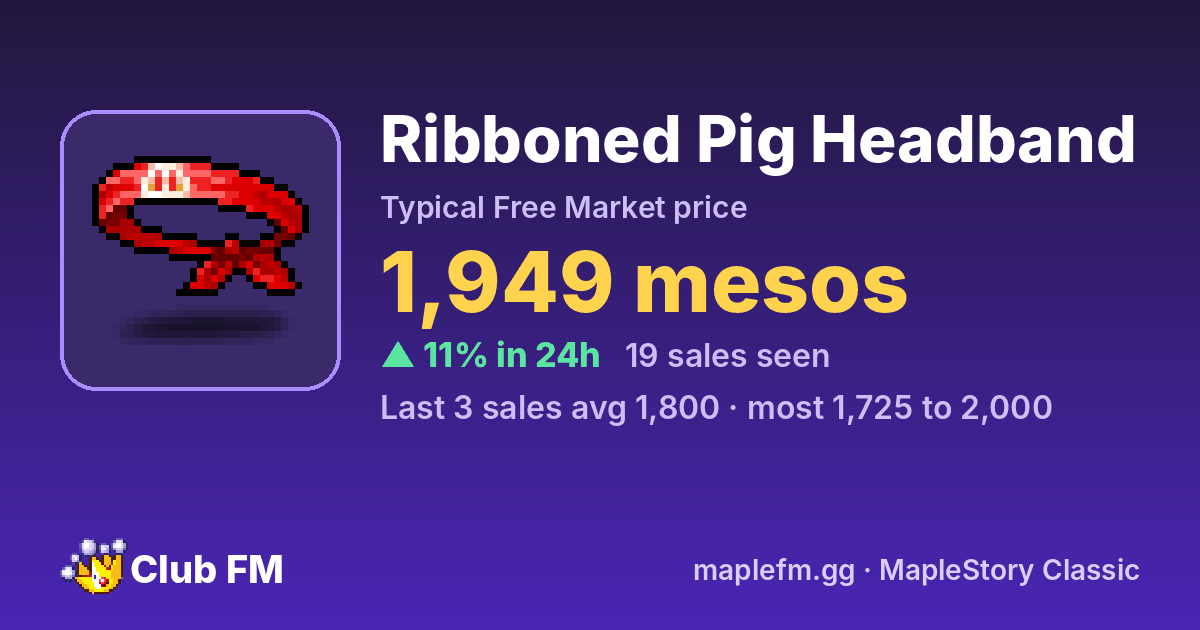 Ribboned Pig Headband
Typical Free Market price
1,949 mesos
▲ 11% in 24h 19 sales seen
Last 3 sales avg 1,800 · most 1,725 to 2,000
Club FM
maplefm.gg · MapleStory Classic